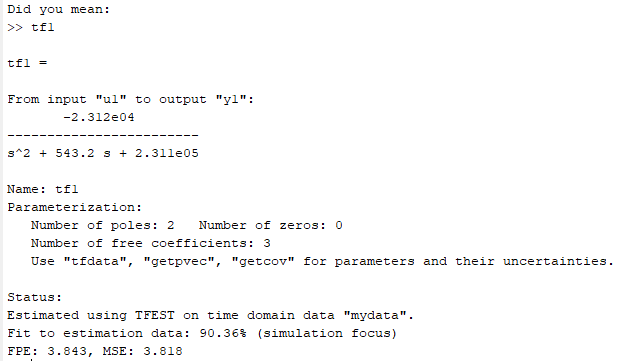 Did you mean:
>> tf1
tf1 =
From input "u1" to output "y1":
-2.312e04
------------------------
s^2 + 543.2 s + 2.311e05
Name: tf1
Parameterization:
Number of poles: 2   Number of zeros: 0
Number of free coefficients: 3
Use "tfdata", "getpvec", "getcov" for parameters and their uncertainties.
Status:
Estimated using TFEST on time domain data "mydata".
Fit to estimation data: 90.36% (simulation focus)
FPE: 3.843, MSE: 3.818